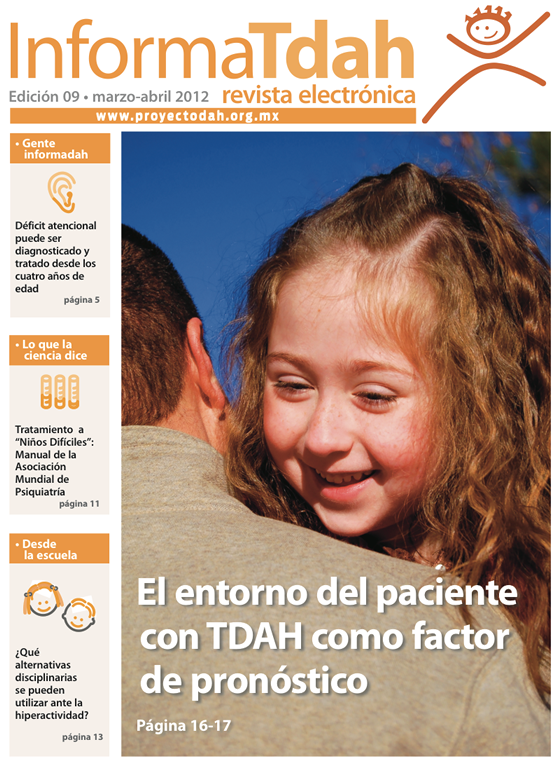 InformaTdah
Edición 09 • marzo-abril 2012 revista electrónica
www.proyectodah.org.mx
• Gente
informadah
Déficit atencional
puede ser
diagnosticado y
tratado desde los
cuatro años de
edad
página 5
• Lo que la
ciencia dice
Tratamiento a
“Niños Difíciles”:
Manual de la
Asociación
Mundial de
Psiquiatría
página 11
• Desde
la escuela
¿Qué
alternativas
disciplinarias
se pueden
utilizar ante la
hiperactividad?
página 13
El entorno del paciente
con TDAH como factor
de pronóstico
Página 16-17